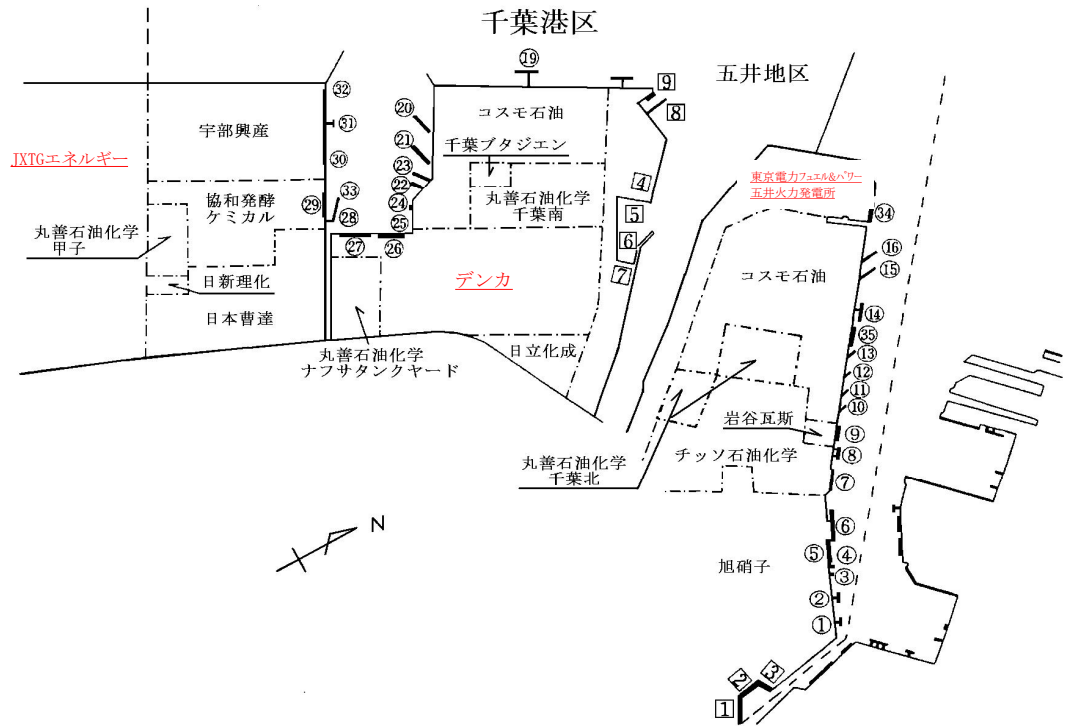 千葉港区
五井地区
⑲
9
8
㉜
⑳
コスモ石油
宇部興産
㉛
㉑
千葉ブタジエン
JXTGエネルギー
㉚
㉓
㉒
4
東京電力フュエル&パワー
五井火力発電所
協和発酵
ケミカル
㉝
㉙
㉔
丸善石油化学
千葉南
5
㉞
丸善石油化学
甲子
㉘
㉕
6
⑯
㉗
㉖
7
⑮
日新理化
デンカ
コスモ石油
⑭
日本曹達
㉟
丸善石油化学
ナフサタンクヤード
日立化成
⑬
⑫
⑪
⑩
岩谷瓦斯
⑨
丸善石油化学
千葉北
チッソ石油化学
⑧
⑦
N
⑥
⑤
④
旭硝子
③
②
①
3
2
1